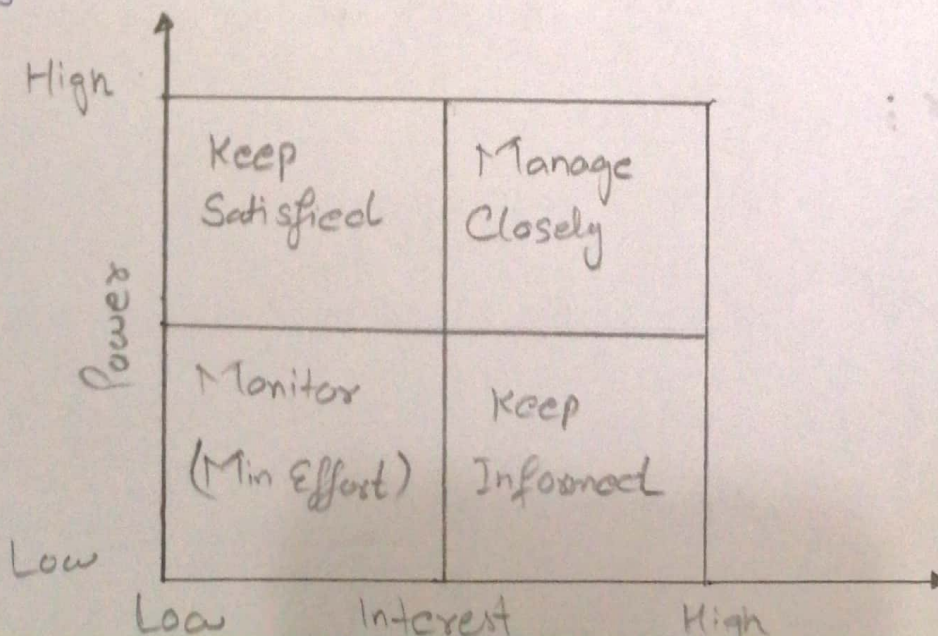 High
Keep
Satisfied
Manage
Closely
Power
Monitor
(Min Effort)
Keep
Informed
Low
Low Interest High